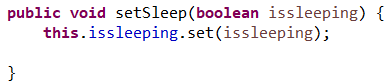 public void setSleep(boolean issleeping) {
    this.issleeping.set(issleeping);
}